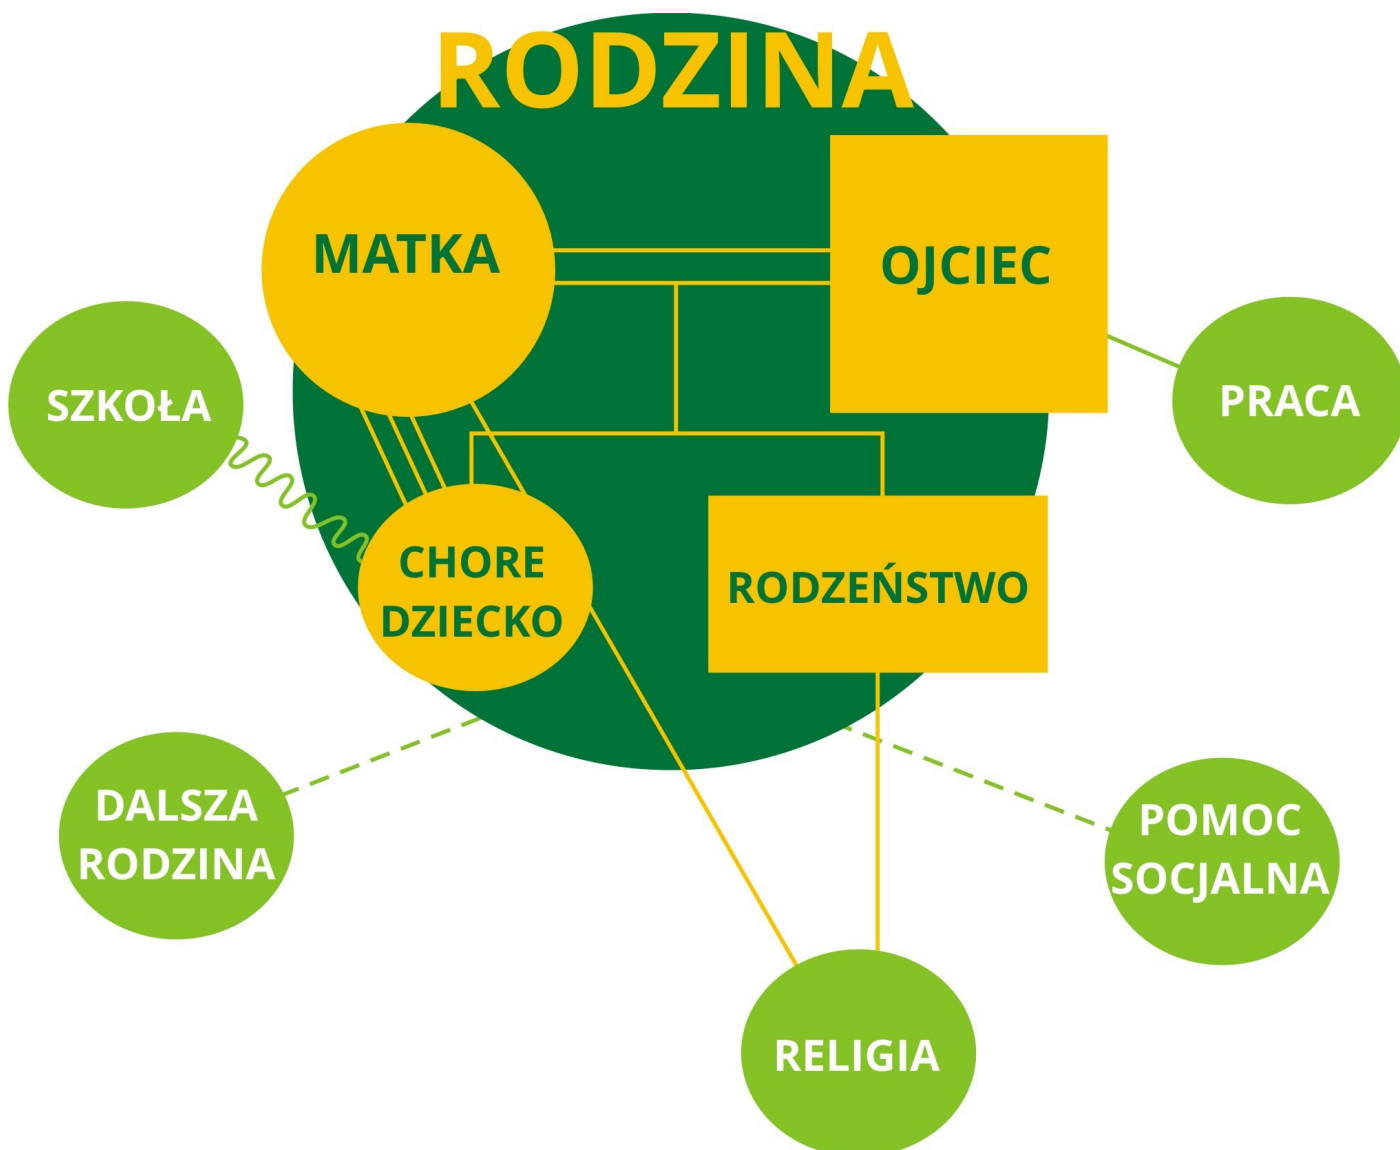 RODZINA
MATKA
OJCIEC
SZKOŁA
PRACA
CHORE
DZIECKO
RODZEŃSTWO
DALSZA
RODZINA
POMOC
SOCJALNA
RELIGIA